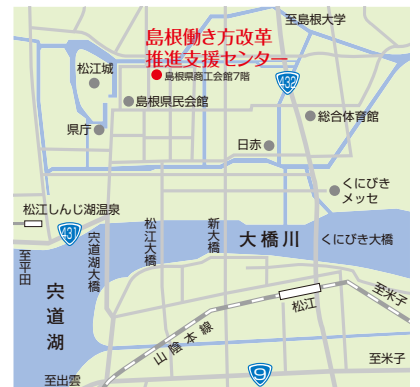 至島根大学
島根働き方改革
推進支援センター
島根県商工会館7階
松江城
432
島根県民会館
総合体育館
県庁
日赤
くにびき
メッセ
松江しんじ湖温泉
431
宍道湖大橋
松江大橋
新大橋
大橋川
くにびき大橋
至平田
宍道湖
至米子
松江
山陰本線
9
至米子
至出雲